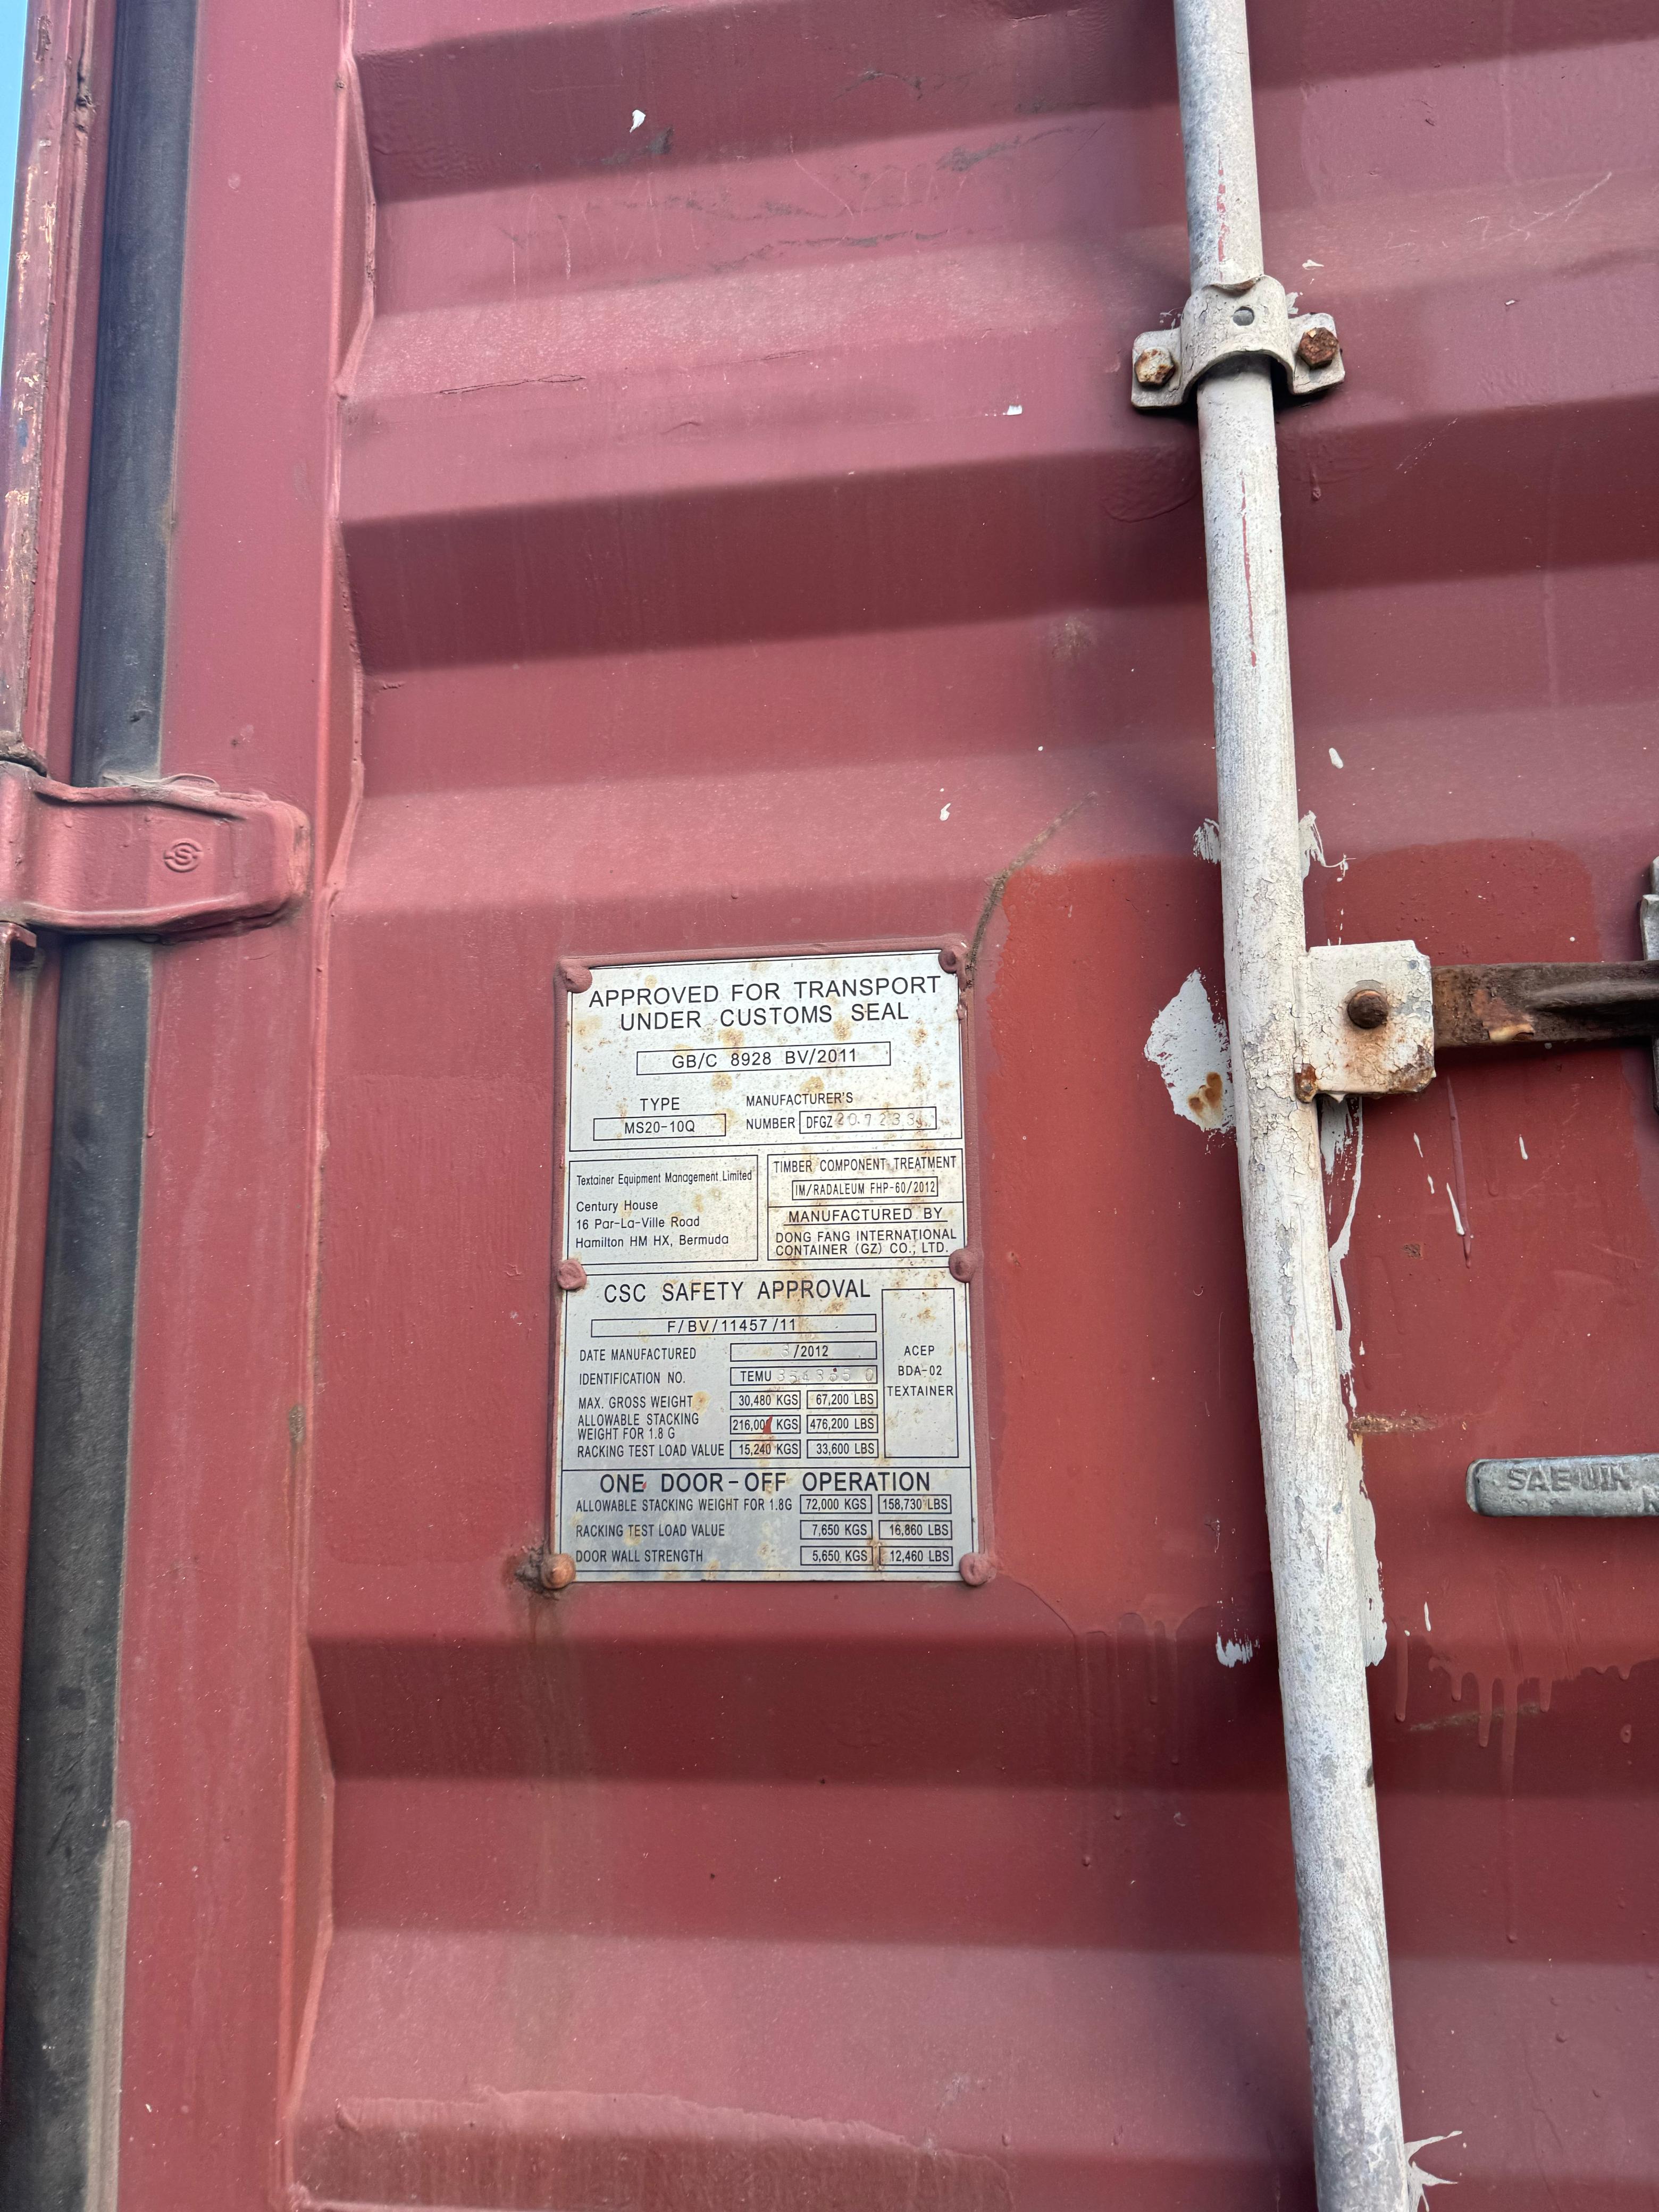 APPROVED FOR TRANSPORT
UNDER CUSTOMS SEAL
GB/C 8928 BV/2011
TYPE
MS20-10Q
MANUFACTURER'S
NUMBER DFGZ
Textainer Equipment Management Limited
Century House
16 Par-La-Ville Road
Hamilton HM HX, Bermuda
TIMBER COMPONENT TREATMENT
IM/RADALEUM FHP-60/2012
MANUFACTURED BY
DONG FANG INTERNATIONAL
CONTAINER (GZ) CO., LTD.
CSC SAFETY APPROVAL
F/BV/11457/11
DATE MANUFACTURED /2012
IDENTIFICATION NO. TEMU
MAX. GROSS WEIGHT 30,480 KGS 67,200 LBS
ALLOWABLE STACKING
WEIGHT FOR 1.8 G 216,000 KGS 476,200 LBS
RACKING TEST LOAD VALUE 15,240 KGS 33,600 LBS
ACEP
BDA-02
TEXTAINER
ONE DOOR-OFF OPERATION
ALLOWABLE STACKING WEIGHT FOR 1.8G 72,000 KGS 158,730 LBS
RACKING TEST LOAD VALUE 7,650 KGS 16,860 LBS
DOOR WALL STRENGTH 5,650 KGS 12,460 LBS